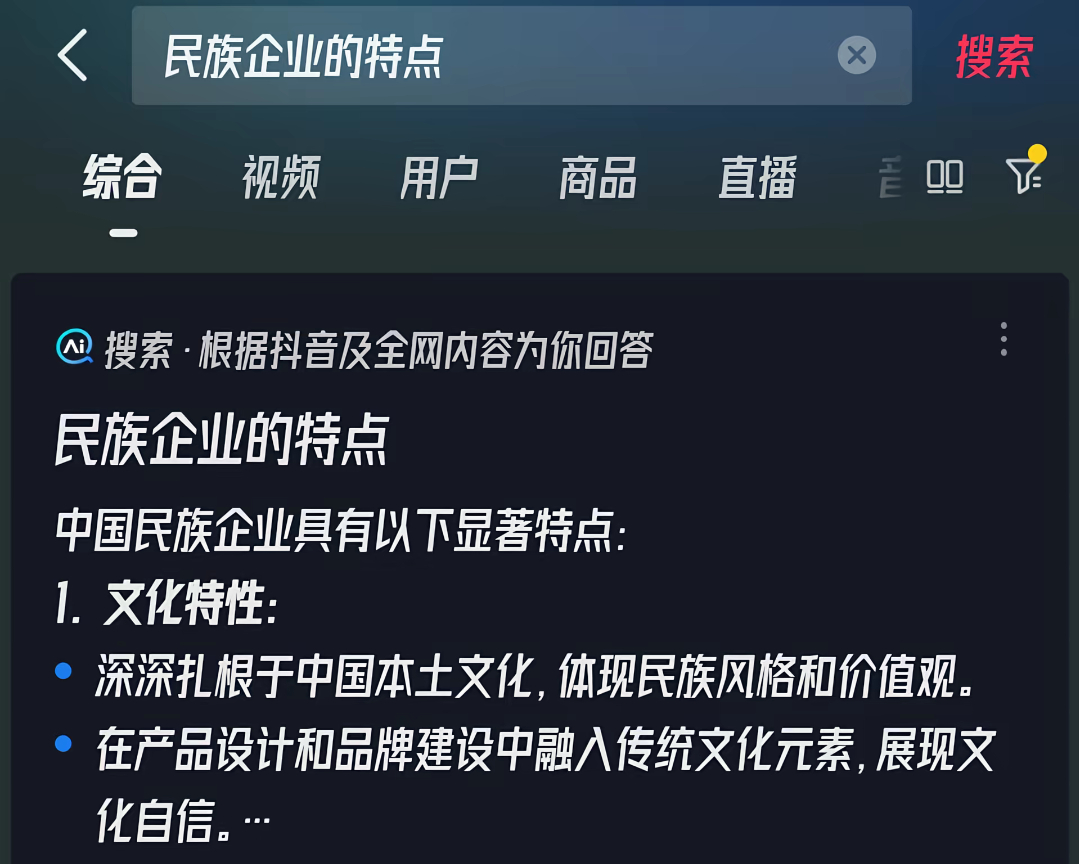 民族企业的特点
搜索
综合 视频 用户 商品 直播
Ai 搜索·根据抖音及全网内容为你回答
民族企业的特点
中国民族企业具有以下显著特点:
1. 文化特性:
深深扎根于中国本土文化,体现民族风格和价值观。
在产品设计和品牌建设中融入传统文化元素,展现文
化自信。…